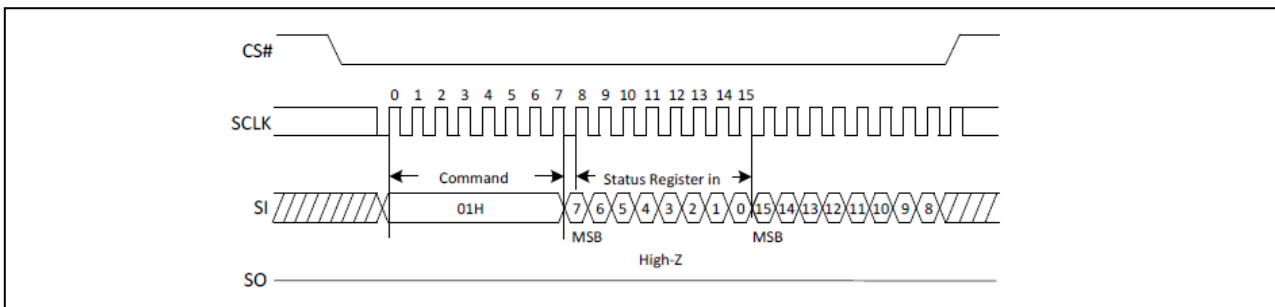 CS#
0 1 2 3 4 5 6 7 8 9 10 11 12 13 14 15
SCLK
Command Status Register in
SI 01H 7 6 5 4 3 2 1 0 15 14 13 12 11 10 9 8
MSB MSB
High-Z
SO